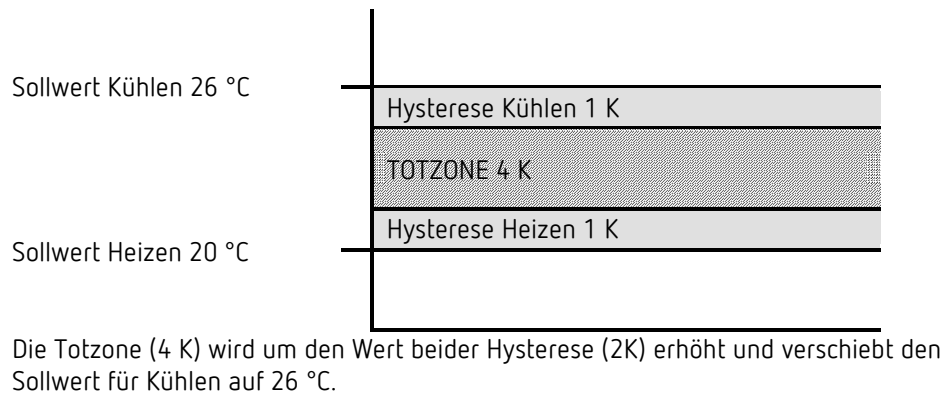 Sollwert Kühlen 26 °C
Hysterese Kühlen 1 K
TOTZONE 4 K
Hysterese Heizen 1 K
Sollwert Heizen 20 °C
Die Totzone (4 K) wird um den Wert beider Hysterese (2K) erhöht und verschiebt den
Sollwert für Kühlen auf 26 °C.